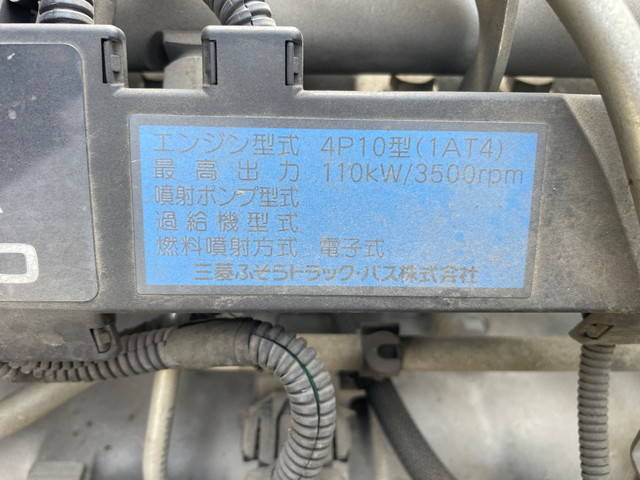 エンジン型式 4P10型(1AT4)
最高出力 110kW/3500rpm
噴射ポンプ型式
過給機型式
燃料噴射方式 電子式
三菱ふそうトラック・バス株式会社